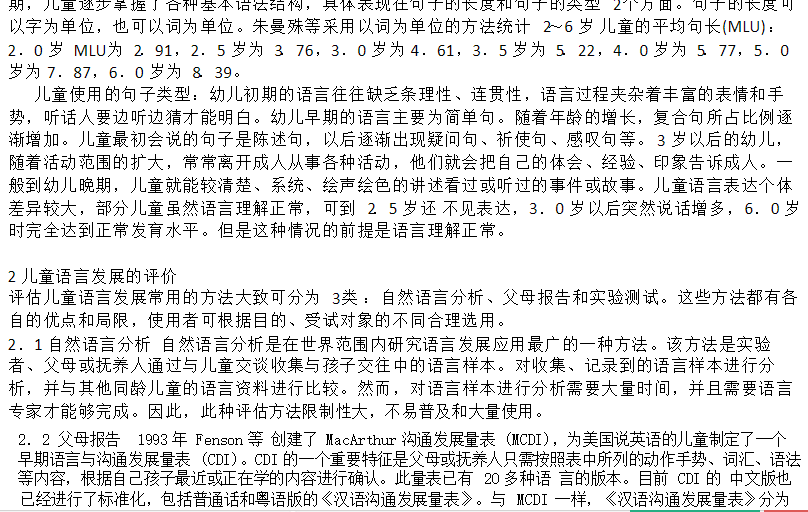 期，儿童逐步掌握了各种基本语法结构，具体表现在句子的长度和句子的类型 2个方面。句子的长度可
以字为单位，也可以词为单位。朱曼殊等采用以词为单位的方法统计 2~6 岁 儿童的平均句长(MLU)：
2．0 岁 MLU为 2．91，2．5 岁为 3．76，3．0 岁为 4．61，3．5 岁为 5．22，4．0 岁为 5．77，5．0
岁为 7．87，6．0 岁为 8．39。
儿童使用的句子类型：幼儿初期的语言往往缺乏条理性、连贯性，语言过程夹杂着丰富的表情和手
势，听话人要边听边猜才能明白。幼儿早期的语言主要为简单句。随着年龄的增长，复合句所占比例逐
渐增加。儿童最初会说的句子是陈述句，以后逐渐出现疑问句、祈使句、感叹句等。 3 岁以后的幼儿，
随着活动范围的扩大，常常离开成人从事各种活动，他们就会把自己的体会、经验、印象告诉成人。一
般到幼儿晚期，儿童就能较清楚、系统、绘声绘色的讲述看过或听过的事件或故事。儿童语言表达个体
差异较大，部分儿童虽然语言理解正常，可到 2．5 岁还 不见表达，3．0 岁以后突然说话增多，6．0 岁
时完全达到正常发育水平。但是这种情况的前提是语言理解正常。
2 儿童语言发展的评价
评估儿童语言发展常用的方法大致可分为 3类 ：自然语言分析、父母报告和实验测试。这些方法都有各
自的优点和局限，使用者可根据目的、受试对象的不同合理选用。
2．1 自然语言分析 自然语言分析是在世界范围内研究语言发展应用最广的一种方法。该方法是实验
者、父母或抚养人通过与儿童交谈收集与孩子交往中的语言样本。对收集、记录到的语言样本进行分
析，并与其他同龄儿童的语言资料进行比较。然而，对语言样本进行分析需要大量时间，并且需要语言
专家才能够完成。因此，此种评估方法限制性大，不易普及和大量使用。
2．2 父母报告 1993 年 Fenson 等 创建了 MacArthur 沟通发展量表 (MCDI)，为美国说英语的儿童制定了一个
早期语言与沟通发展量表 (CDI)。CDI 的一个重要特征是父母或抚养人只需按照表中所列的动作手势、词汇、语法
等内容，根据自己孩子最近或正在学的内容进行确认。此量表已有 20 多种语 言的版本。目前 CDI 的 中文版也
已经进行了标准化，包括普通话和粤语版的《汉语沟通发展量表》。与 MCDI 一样，《汉语沟通发展量表》分为